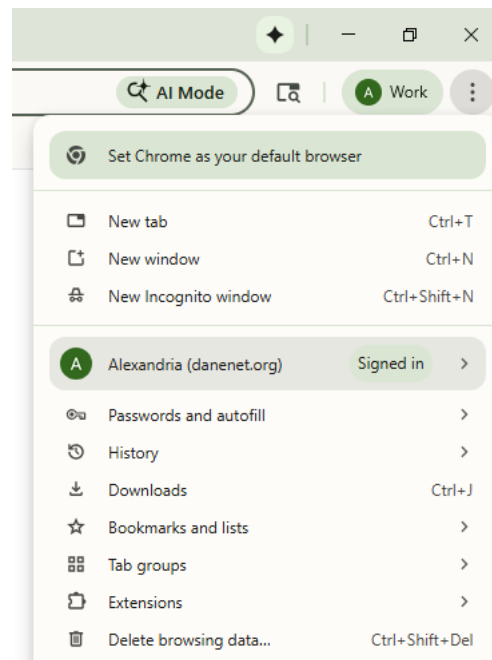 AI Mode
A Work
Set Chrome as your default browser
New tab Ctrl+T
New window Ctrl+N
New Incognito window Ctrl+Shift+N
A Alexandria (danenet.org) Signed in
Passwords and autofill
History
Downloads Ctrl+J
Bookmarks and lists
Tab groups
Extensions
Delete browsing data... Ctrl+Shift+Del